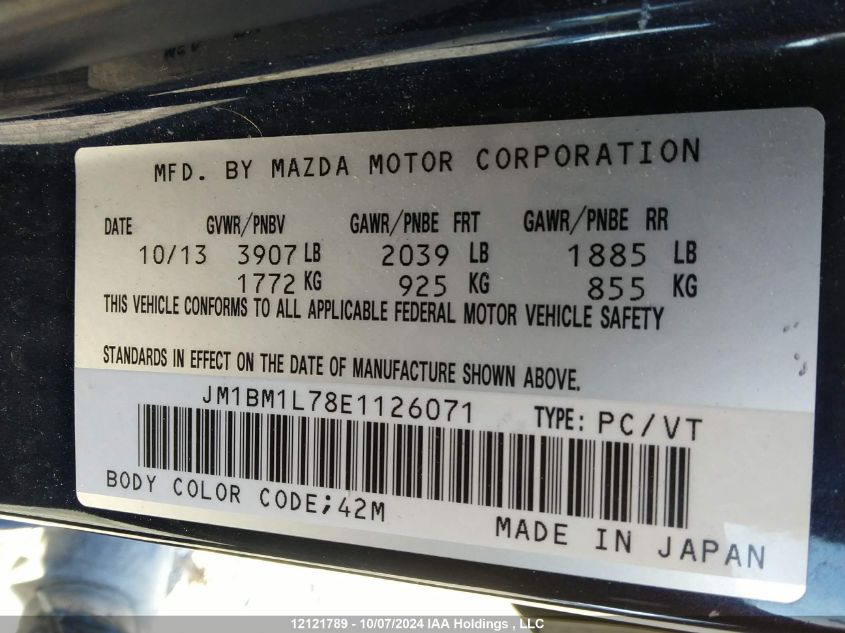 MFD. BY MAZDA MOTOR CORPORATION
DATE GVWR/PNBV GAWR/PNBE FRT GAWR/PNBE RR
10/13 3907 LB 2039 LB 1885 LB
1772 KG 925 KG 855 KG
THIS VEHICLE CONFORMS TO ALL APPLICABLE FEDERAL MOTOR VEHICLE SAFETY
STANDARDS IN EFFECT ON THE DATE OF MANUFACTURE SHOWN ABOVE.
JM1BM1L78E1126071 TYPE: PC/VT
BODY COLOR CODE;42M
MADE IN JAPAN
12121789 - 10/07/2024 IAA Holdings , LLC